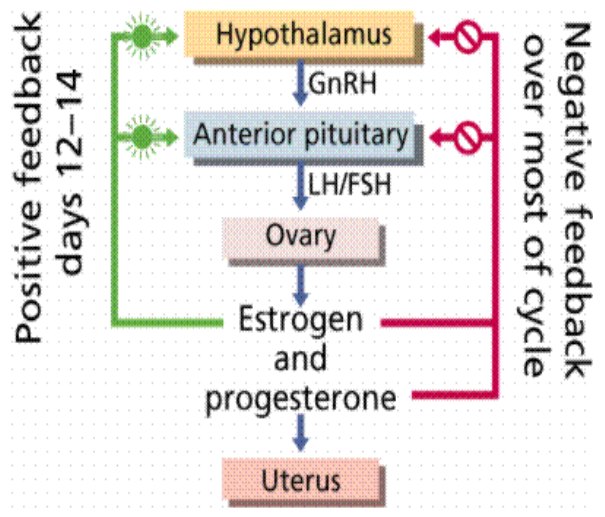 Positive feedback
days 12–14
Hypothalamus
GnRH
Anterior pituitary
LH/FSH
Ovary
Estrogen
and
progesterone
Uterus
Negative feedback
over most of cycle